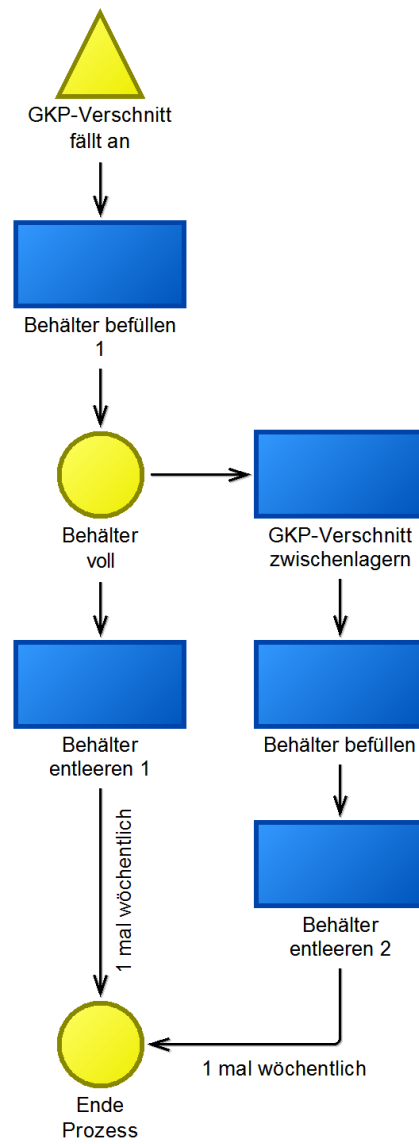 GKP-Verschnitt
fällt an
Behälter befüllen
1
Behälter
voll
GKP-Verschnitt
zwischenlagern
Behälter
entleeren 1
Behälter befüllen
1 mal wöchentlich
Behälter
entleeren 2
1 mal wöchentlich
Ende
Prozess